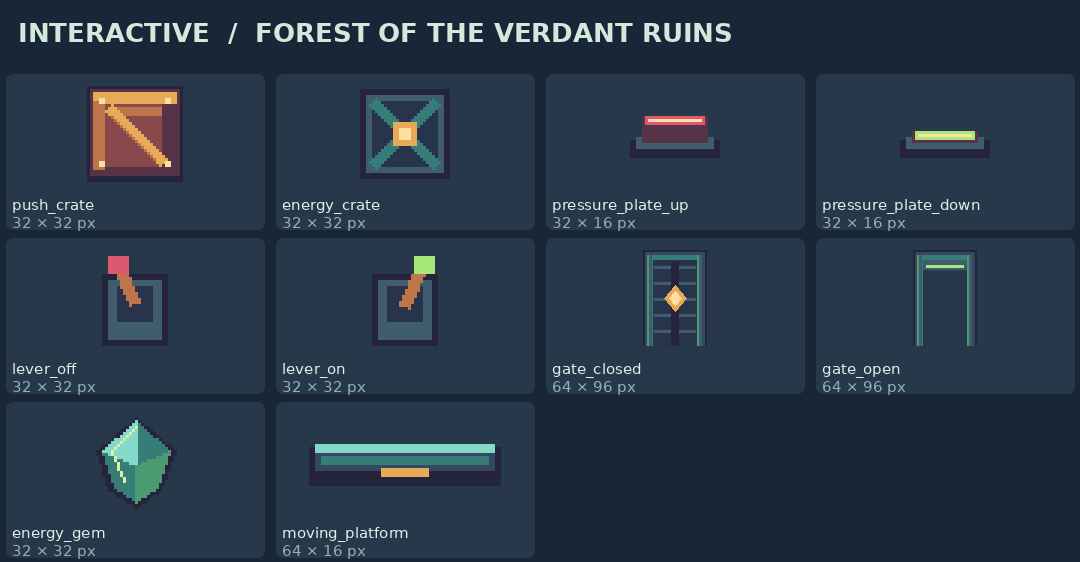 INTERACTIVE / FOREST OF THE VERDANT RUINS
push_crate
32 × 32 px
energy_crate
32 × 32 px
pressure_plate_up
32 × 16 px
pressure_plate_down
32 × 16 px
lever_off
32 × 32 px
lever_on
32 × 32 px
gate_closed
64 × 96 px
gate_open
64 × 96 px
energy_gem
32 × 32 px
moving_platform
64 × 16 px